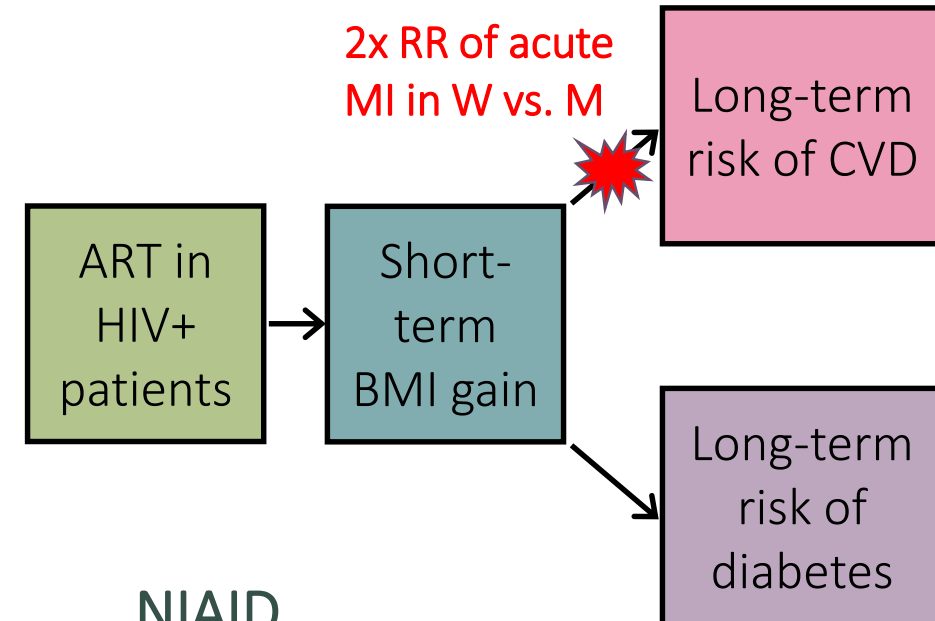 2x RR of acute
MI in W vs. M
Long-term
risk of CVD
ART in
HIV+
patients
Short-
term
BMI gain
Long-term
risk of
diabetes
NIAID